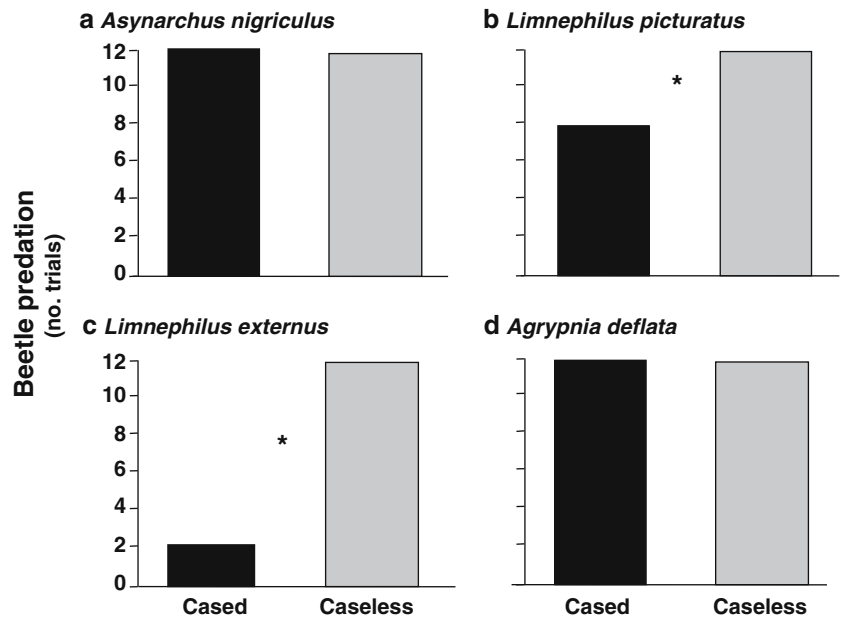 a Asynarchus nigriculus
12
10
8
6
4
2
0
b Limnephilus picturatus
*
Beetle predation
(no. trials)
c Limnephilus externus
12
10
8
6
4
2
0
*
Cased Caseless
d Agrypnia deflata
Cased Caseless